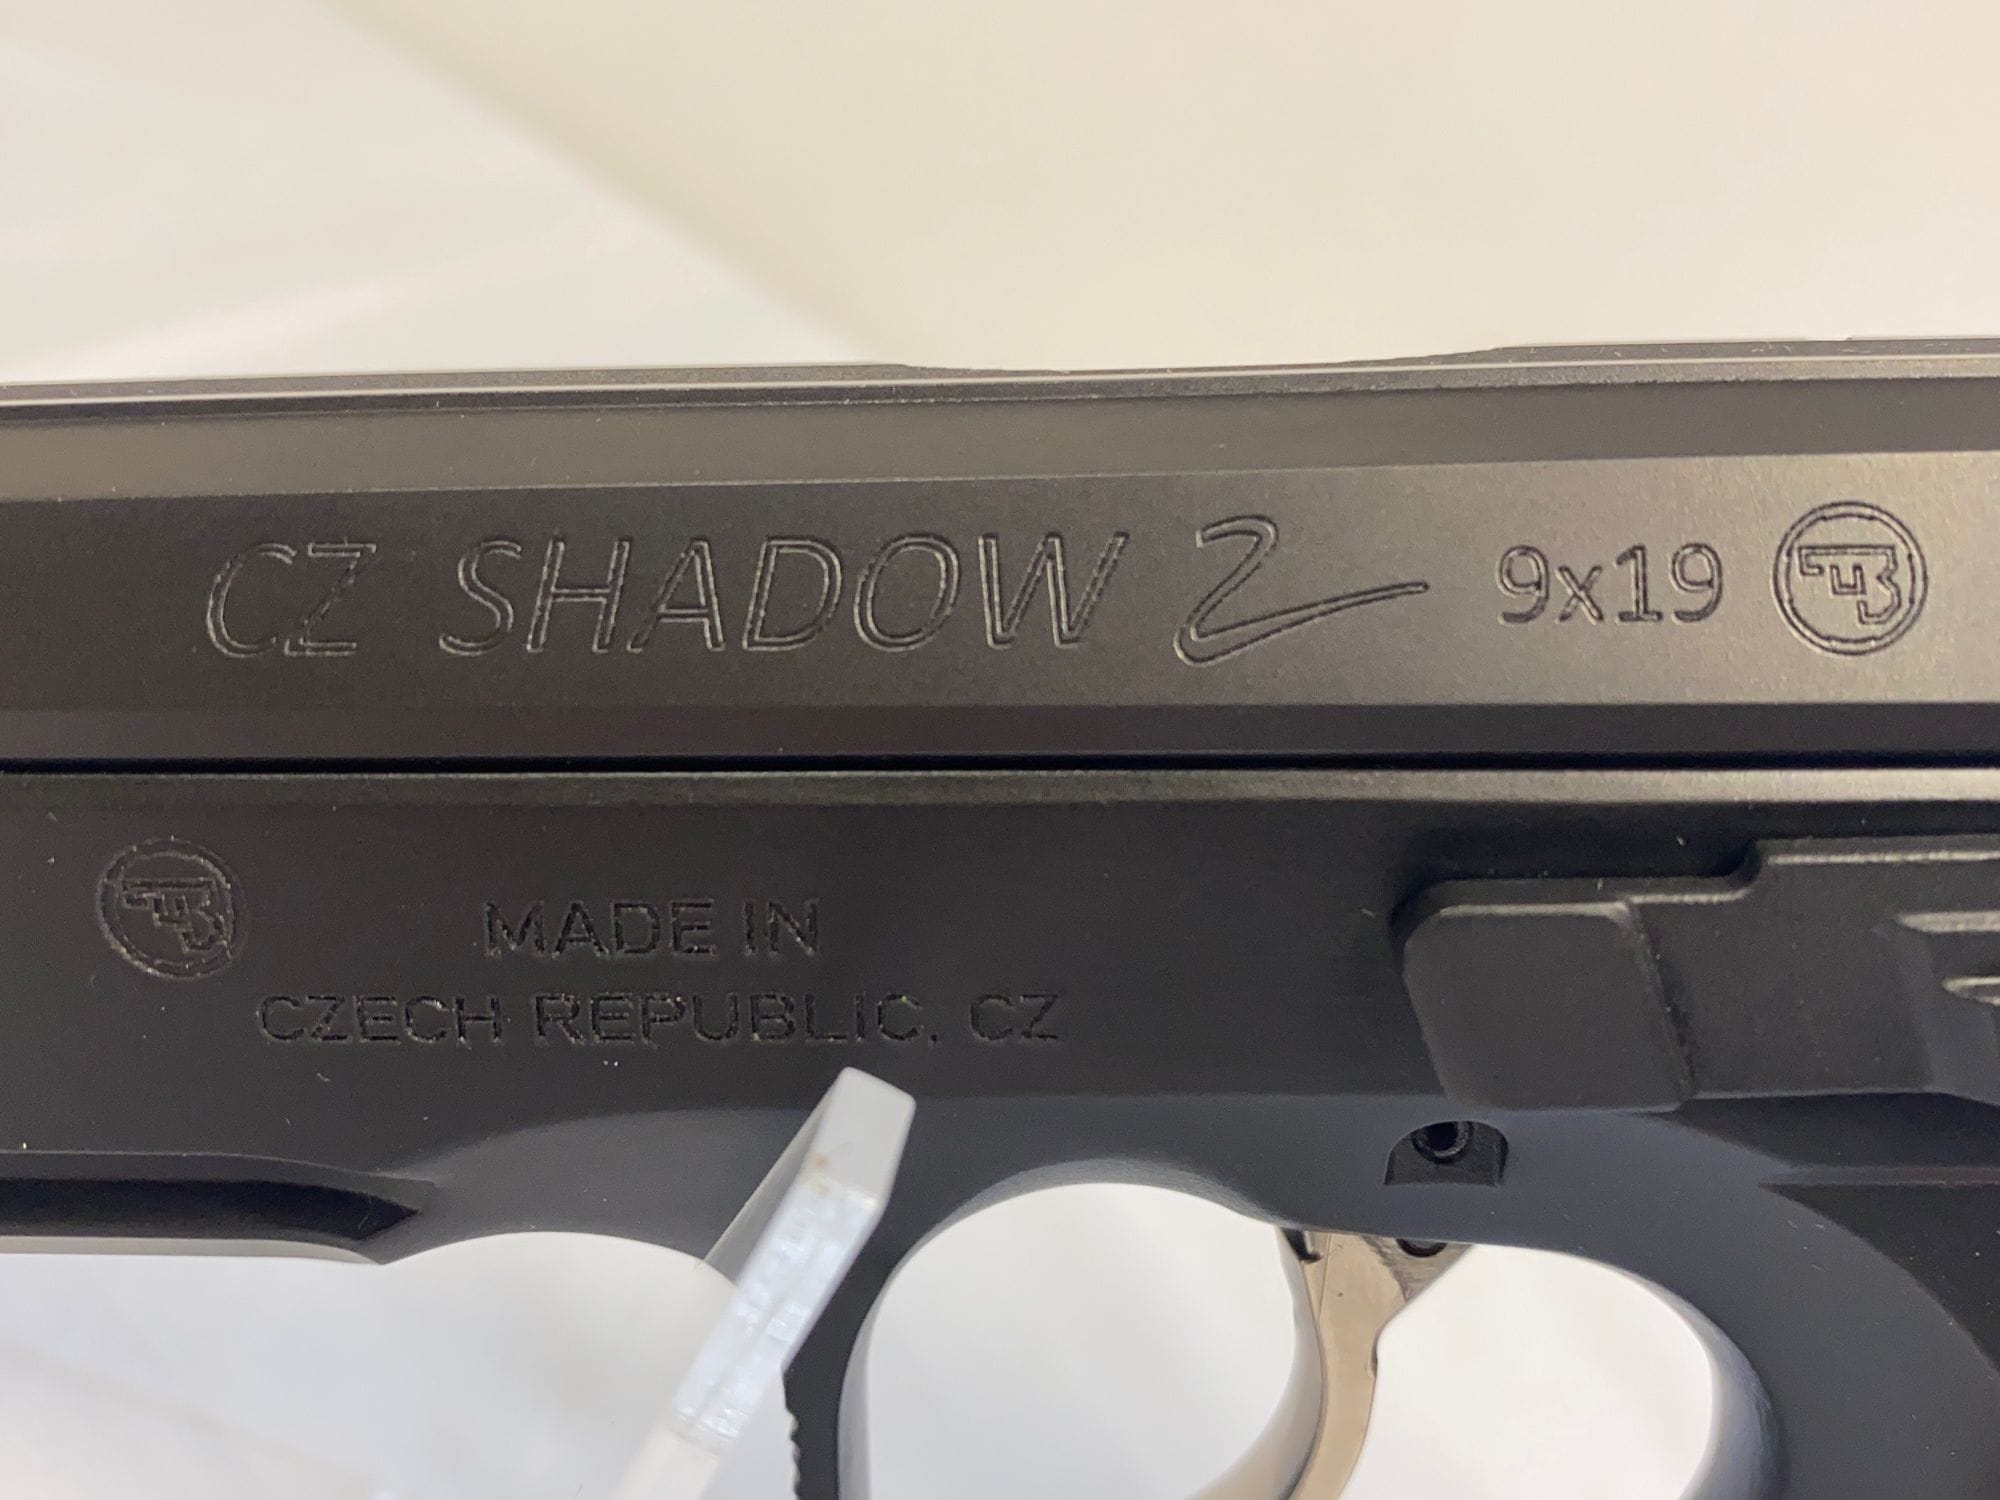 CZ SHADOW 2 9x19
MADE IN
CZECH REPUBLIC, CZ